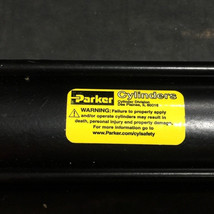 Parker Cylinders
Cylinder Division
Des Plaines, IL 60016
WARNING: Failure to properly apply
and/or operate cylinders may result in
death, personal injury and property damage.
For more information go to
www.Parker.com/cylsafety